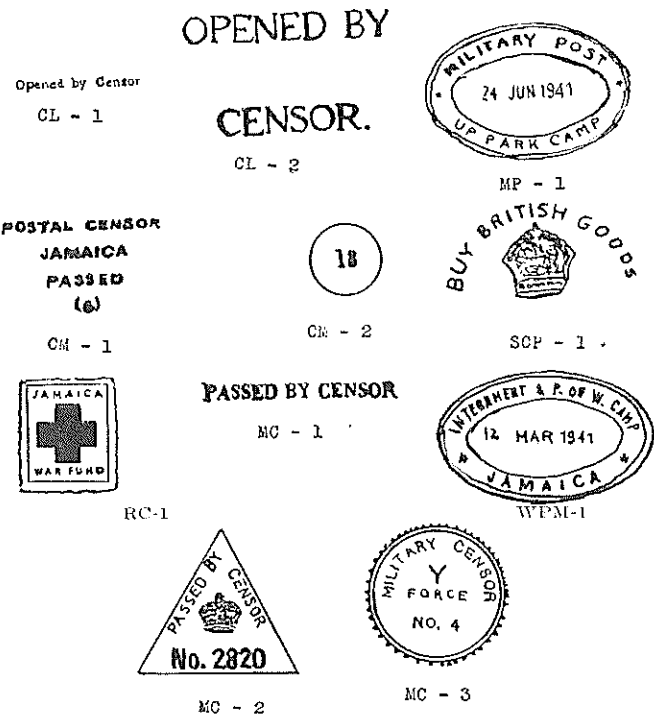 OPENED BY
CENSOR.
CL - 2
Opened by Censor
CL - 1
MILITARY POST
24 JUN 1941
UP PARK CAMP
MP - 1
POSTAL CENSOR
JAMAICA
PASSED
(6)
CM - 1
18
CM - 2
BUY BRITISH GOODS
SCP - 1
JAMAICA
WAR FUND
RC-1
PASSED BY CENSOR
MC - 1
INTERNMENT & P. OF W. CAMP
12 MAR 1941
JAMAICA
WPM-1
PASSED BY CENSOR
No. 2820
MC - 2
MILITARY CENSOR
Y
FORCE
NO. 4
MC - 3